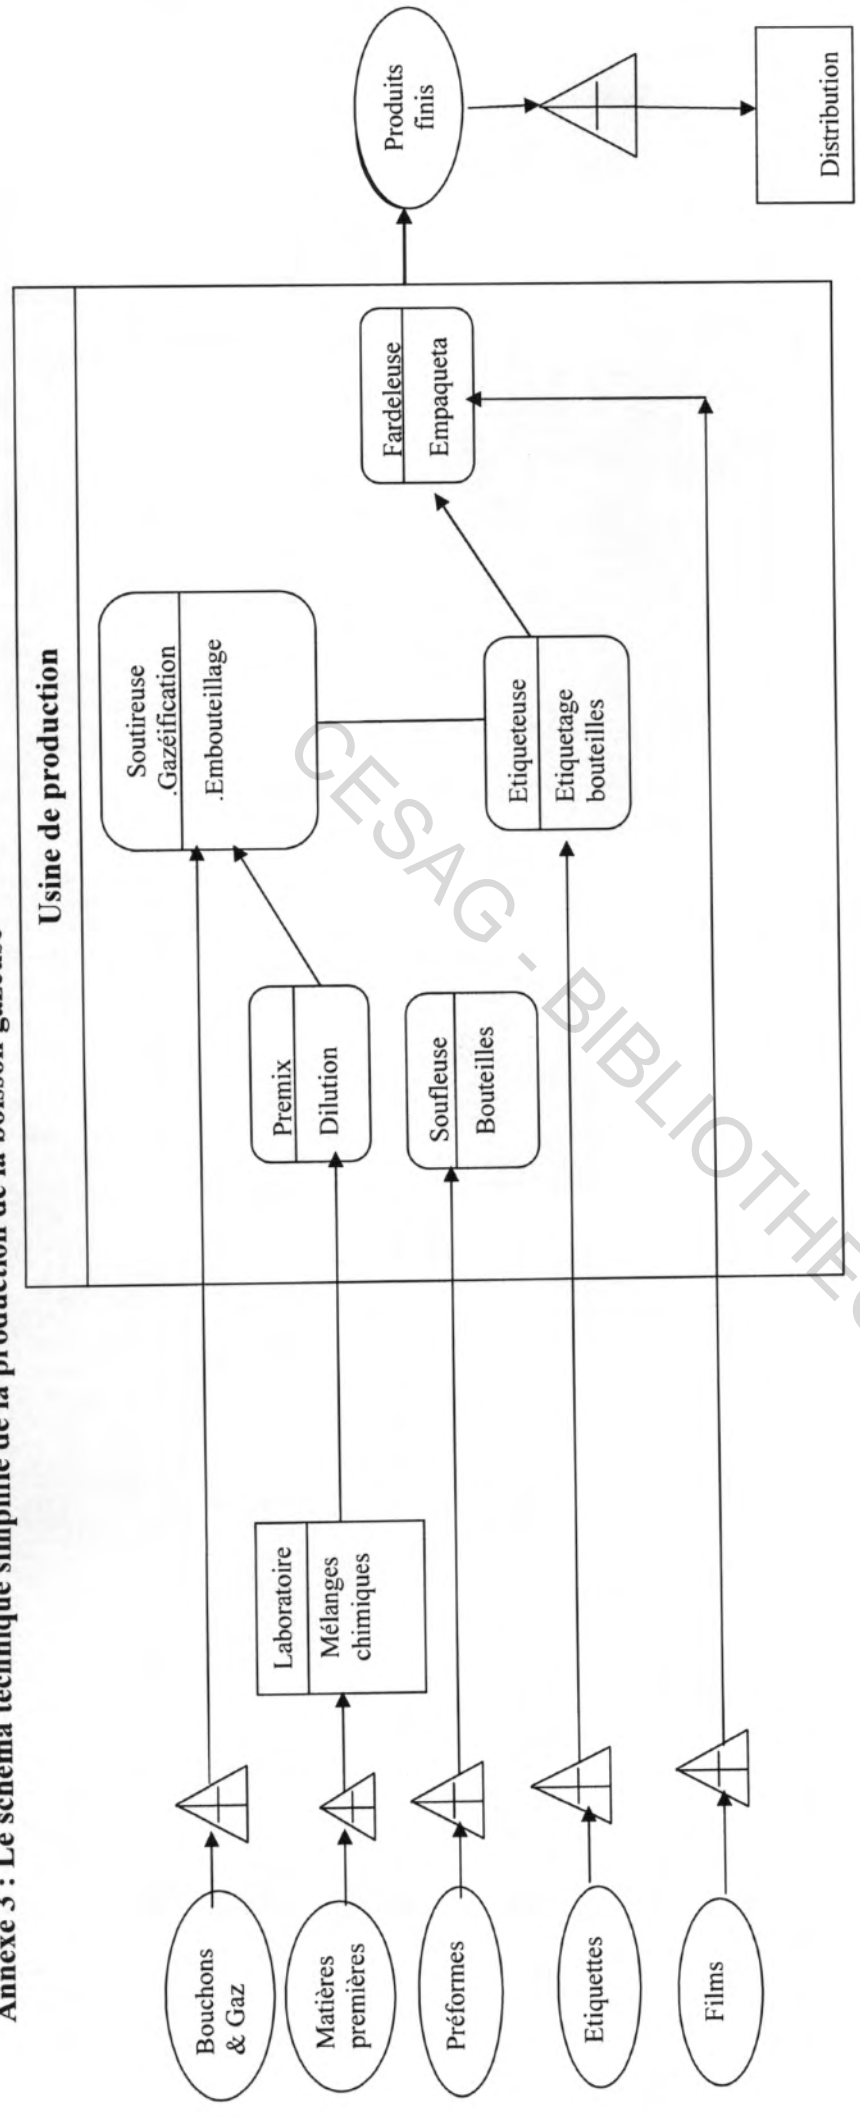 Annexe 3 : Le schéma technique simplifié de la production de la boisson gazeuse
Usine de production
Bouchons
& Gaz
Matières
premières
Préformes
Etiquettes
Films
Laboratoire
Mélanges
chimiques
Premix
Dilution
Soufleuse
Bouteilles
Soutireuse
.Gazéification
.Embouteillage
Etiqueteuse
Etiquetage
bouteilles
Fardeleuse
Empaqueta
Produits
finis
Distribution
CESAG - BIBLIOTHEQ